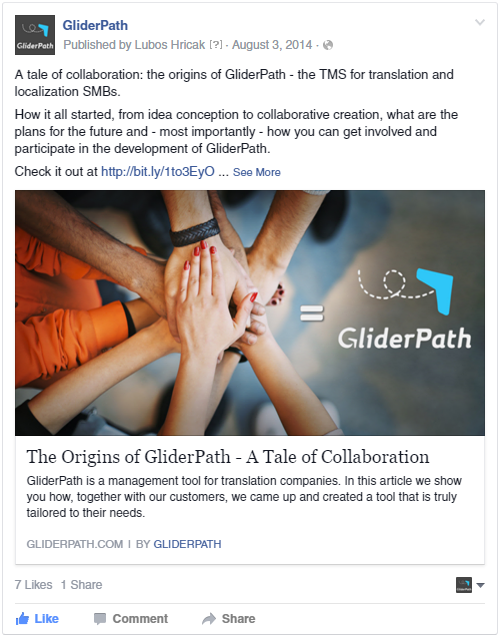 GliderPath
GliderPath
Published by Lubos Hricak [?] · August 3, 2014 ·
A tale of collaboration: the origins of GliderPath - the TMS for translation and
localization SMBs.
How it all started, from idea conception to collaborative creation, what are the
plans for the future and - most importantly - how you can get involved and
participate in the development of GliderPath.
Check it out at http://bit.ly/1to3EyO ... See More
= GliderPath
The Origins of GliderPath - A Tale of Collaboration
GliderPath is a management tool for translation companies. In this article we show
you how, together with our customers, we came up and created a tool that is truly
tailored to their needs.
GLIDERPATH.COM | BY GLIDERPATH
7 Likes 1 Share
Like Comment Share